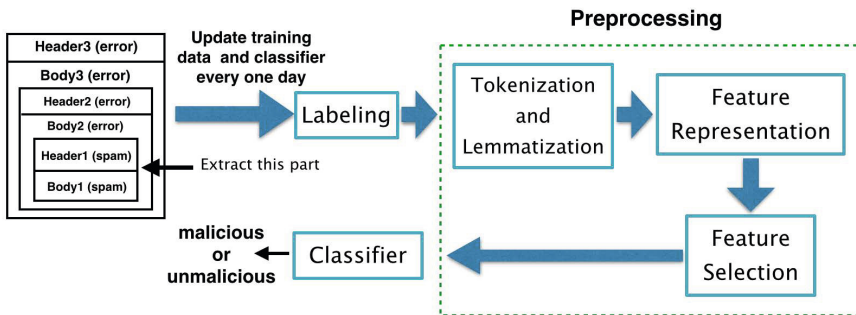 Preprocessing
Header3 (error)
Body3 (error)
Header2 (error)
Body2 (error)
Header1 (spam)
Body1 (spam)
Update training
data and classifier
every one day
Extract this part
Labeling
Tokenization
and
Lemmatization
Feature
Representation
Feature
Selection
Classifier
malicious
or
unmalicious